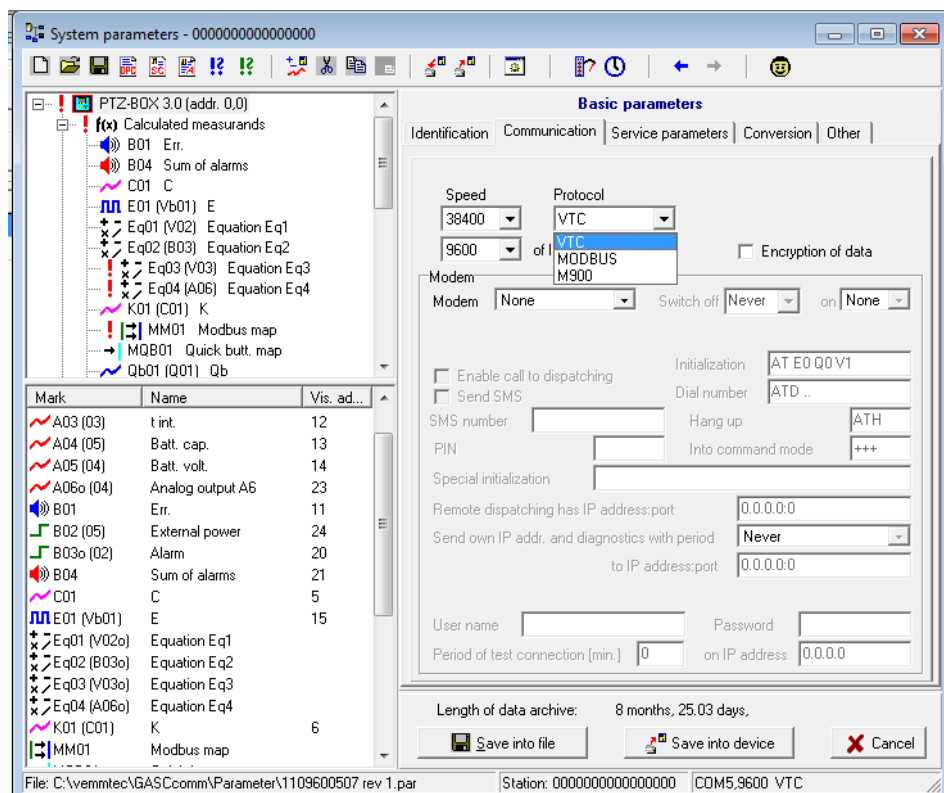 System parameters - 0000000000000000
PTZ-BOX 3.0 (addr. 0,0)
f(x) Calculated measurands
B01 Err.
B04 Sum of alarms
C01 C
E01 (Vb01) E
Eq01 (V02) Equation Eq1
Eq02 (B03) Equation Eq2
Eq03 (V03) Equation Eq3
Eq04 (A06) Equation Eq4
K01 (C01) K
MM01 Modbus map
MQB01 Quick butt. map
Qb01 (Q01) Qb
Mark Name Vis. ad...
A03 (03) t int. 12
A04 (05) Batt. cap. 13
A05 (04) Batt. volt. 14
A06o (04) Analog output A6 23
B01 Err. 11
B02 (05) External power 24
B03o (02) Alarm 20
B04 Sum of alarms 21
C01 C 5
E01 (Vb01) E 15
Eq01 (V02o) Equation Eq1
Eq02 (B03o) Equation Eq2
Eq03 (V03o) Equation Eq3
Eq04 (A06o) Equation Eq4
K01 (C01) K 6
MM01 Modbus map
Basic parameters
Identification Communication Service parameters Conversion Other
Speed Protocol
38400 VTC
9600 of
VTC
MODBUS
M900
Encryption of data
Modem
Modem None Switch off Never on None
Enable call to dispatching
Initialization AT E0 Q0 V1
Send SMS
Dial number ATD ..
SMS number Hang up ATH
PIN Into command mode +++
Special initialization
Remote dispatching has IP address:port 0.0.0.0:0
Send own IP addr. and diagnostics with period Never
to IP address:port 0.0.0.0:0
User name Password
Period of test connection [min.] 0 on IP address 0.0.0.0
Length of data archive: 8 months, 25.03 days,
Save into file Save into device Cancel
File: C:\vemmtec\GASCcomm\Parameter\1109600507 rev 1.par Station: 0000000000000000 COM5,9600 VTC